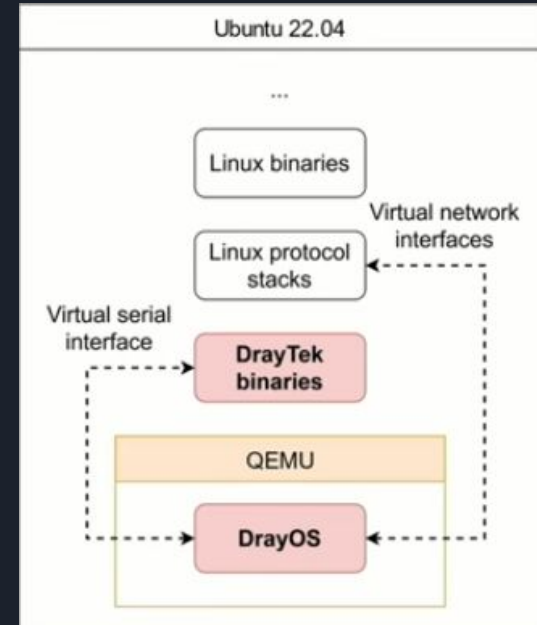 Ubuntu 22.04
...
Linux binaries
Virtual network
interfaces
Linux protocol
stacks
Virtual serial
interface
DrayTek
binaries
QEMU
DrayOS